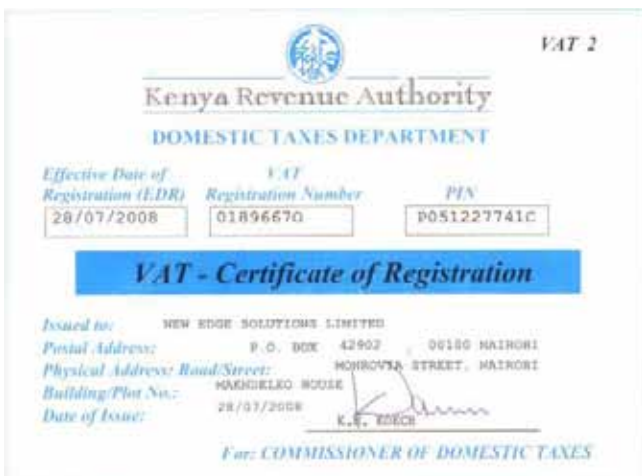 VAT 2
Kenya Revenue Authority
DOMESTIC TAXES DEPARTMENT
Effective Date of Registration (EDR) VAT Registration Number PIN
28/07/2008 0189667O P051227741C
VAT - Certificate of Registration
Issued to: NEW EDGE SOLUTIONS LIMITED
Postal Address: P.O. BOX 42902 , 00100 NAIROBI
Physical Address: Road/Street: MONROVIA STREET, NAIROBI
Building/Plot No.: HOUSE
Date of Issue: 28/07/2008
K. KOECH
For: COMMISSIONER OF DOMESTIC TAXES